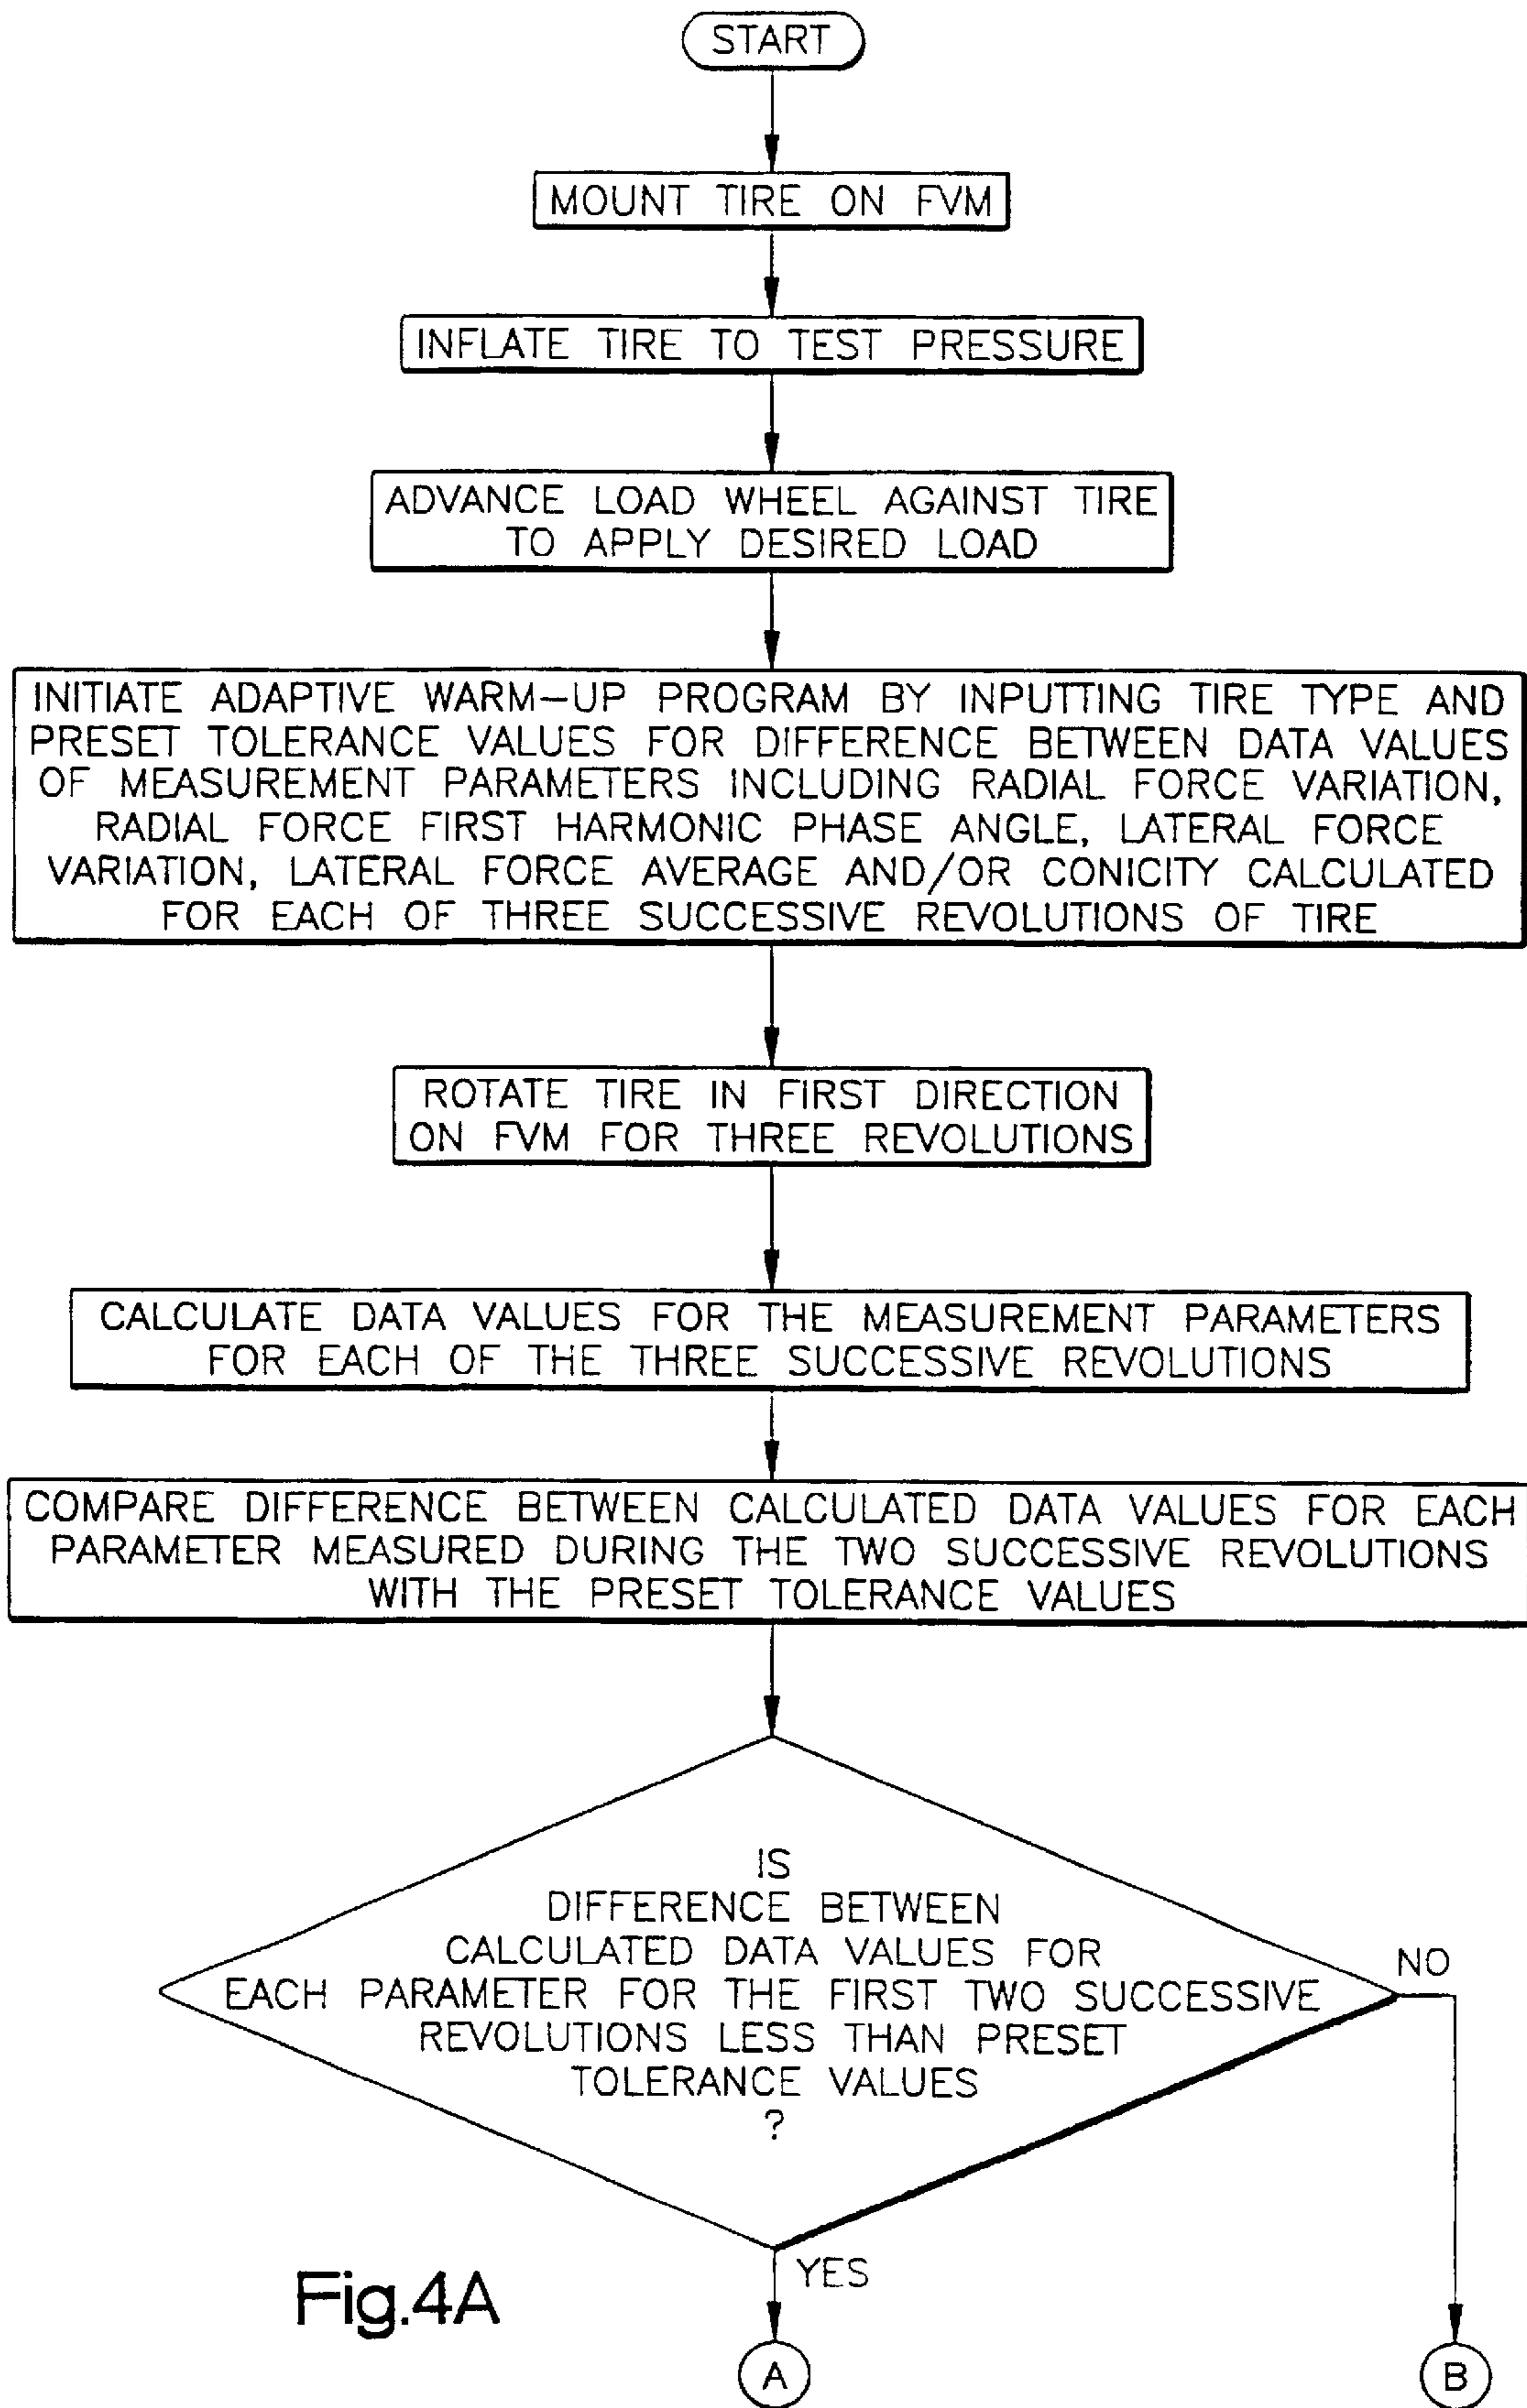 START
MOUNT TIRE ON FVM
INFLATE TIRE TO TEST PRESSURE
ADVANCE LOAD WHEEL AGAINST TIRE
TO APPLY DESIRED LOAD
INITIATE ADAPTIVE WARM-UP PROGRAM BY INPUTTING TIRE TYPE AND
PRESET TOLERANCE VALUES FOR DIFFERENCE BETWEEN DATA VALUES
OF MEASUREMENT PARAMETERS INCLUDING RADIAL FORCE VARIATION,
RADIAL FORCE FIRST HARMONIC PHASE ANGLE, LATERAL FORCE
VARIATION, LATERAL FORCE AVERAGE AND/OR CONICITY CALCULATED
FOR EACH OF THREE SUCCESSIVE REVOLUTIONS OF TIRE
ROTATE TIRE IN FIRST DIRECTION
ON FVM FOR THREE REVOLUTIONS
CALCULATE DATA VALUES FOR THE MEASUREMENT PARAMETERS
FOR EACH OF THE THREE SUCCESSIVE REVOLUTIONS
COMPARE DIFFERENCE BETWEEN CALCULATED DATA VALUES FOR EACH
PARAMETER MEASURED DURING THE TWO SUCCESSIVE REVOLUTIONS
WITH THE PRESET TOLERANCE VALUES
IS
DIFFERENCE BETWEEN
CALCULATED DATA VALUES FOR
EACH PARAMETER FOR THE FIRST TWO SUCCESSIVE
REVOLUTIONS LESS THAN PRESET
TOLERANCE VALUES
?
NO
YES
Fig.4A
A
B